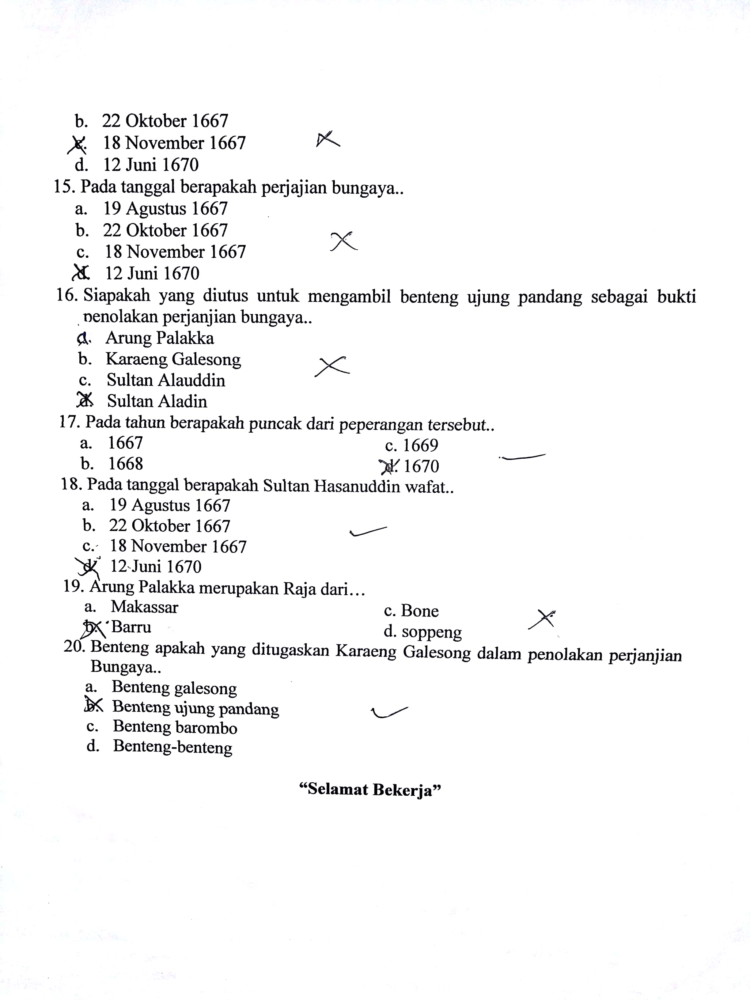 b. 22 Oktober 1667
c. 18 November 1667
d. 12 Juni 1670
15. Pada tanggal berapakah perjajian bungaya..
a. 19 Agustus 1667
b. 22 Oktober 1667
c. 18 November 1667
d. 12 Juni 1670
16. Siapakah yang diutus untuk mengambil benteng ujung pandang sebagai bukti
penolakan perjanjian bungaya..
a. Arung Palakka
b. Karaeng Galesong
c. Sultan Alauddin
d. Sultan Aladin
17. Pada tahun berapakah puncak dari peperangan tersebut..
a. 1667 c. 1669
b. 1668 d. 1670
18. Pada tanggal berapakah Sultan Hasanuddin wafat..
a. 19 Agustus 1667
b. 22 Oktober 1667
c. 18 November 1667
d. 12 Juni 1670
19. Arung Palakka merupakan Raja dari...
a. Makassar c. Bone
b. Barru d. soppeng
20. Benteng apakah yang ditugaskan Karaeng Galesong dalam penolakan perjanjian
Bungaya..
a. Benteng galesong
b. Benteng ujung pandang
c. Benteng barombo
d. Benteng-benteng
“Selamat Bekerja”